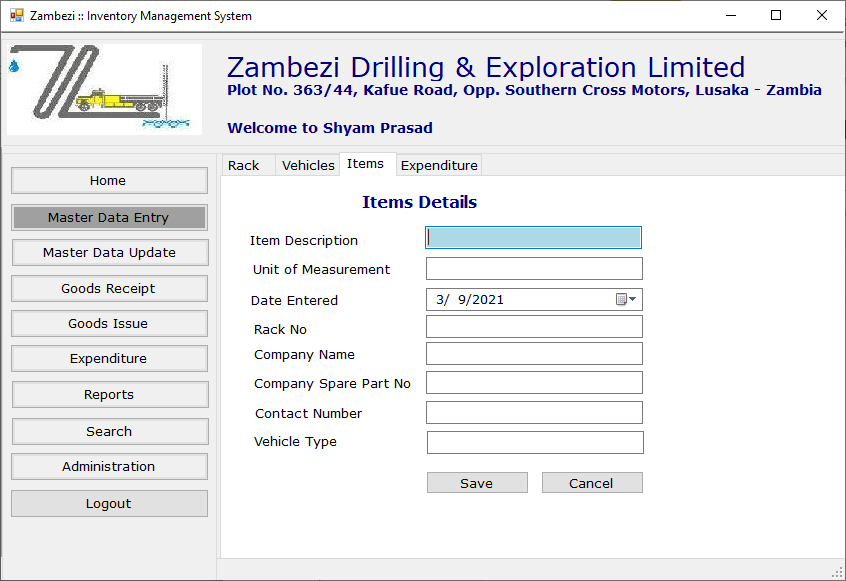 Zambezi :: Inventory Management System
Zambezi Drilling & Exploration Limited
Plot No. 363/44, Kafue Road, Opp. Southern Cross Motors, Lusaka - Zambia
Welcome to Shyam Prasad
Home
Master Data Entry
Master Data Update
Goods Receipt
Goods Issue
Expenditure
Reports
Search
Administration
Logout
Rack Vehicles Items Expenditure
Items Details
Item Description
Unit of Measurement
Date Entered 3/ 9/2021
Rack No
Company Name
Company Spare Part No
Contact Number
Vehicle Type
Save Cancel